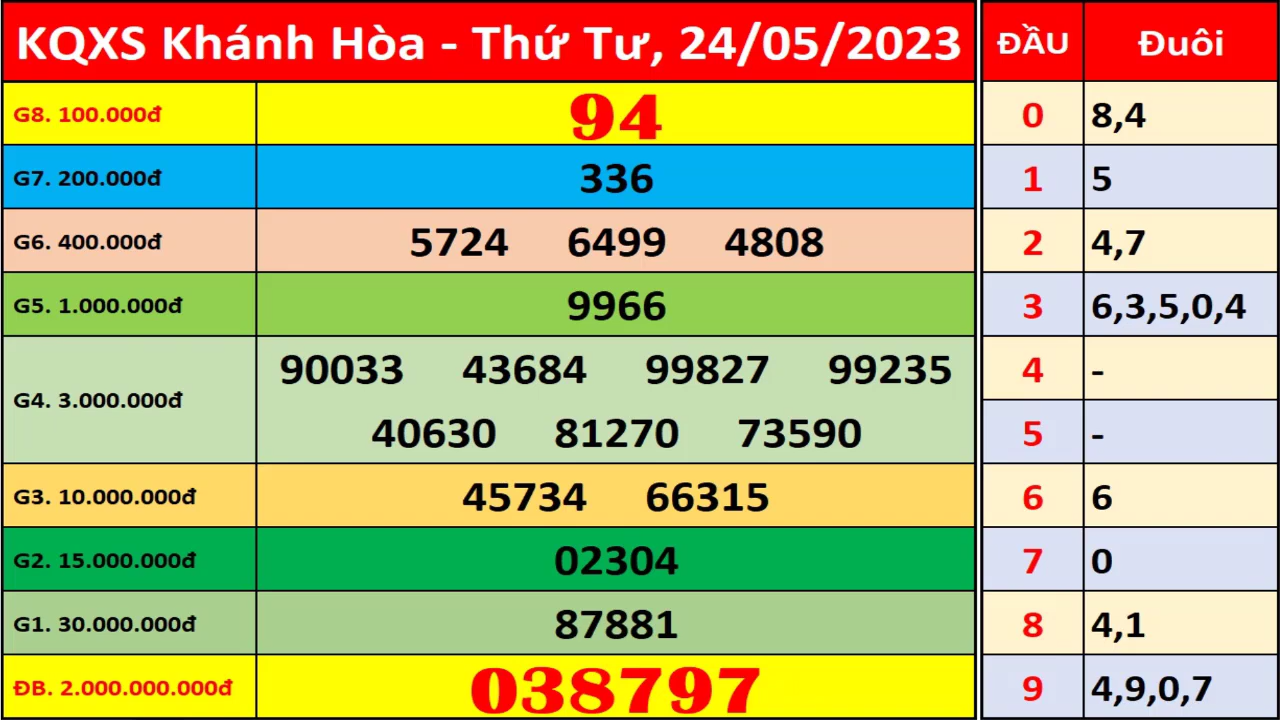 KQXS Khánh Hòa - Thứ Tư, 24/05/2023
G8. 100.000đ 94
G7. 200.000đ 336
G6. 400.000đ 5724 6499 4808
G5. 1.000.000đ 9966
G4. 3.000.000đ 90033 43684 99827 99235
40630 81270 73590
G3. 10.000.000đ 45734 66315
G2. 15.000.000đ 02304
G1. 30.000.000đ 87881
ĐB. 2.000.000.000đ 038797
ĐẦU Đuôi
0 8,4
1 5
2 4,7
3 6,3,5,0,4
4 -
5 -
6 6
7 0
8 4,1
9 4,9,0,7